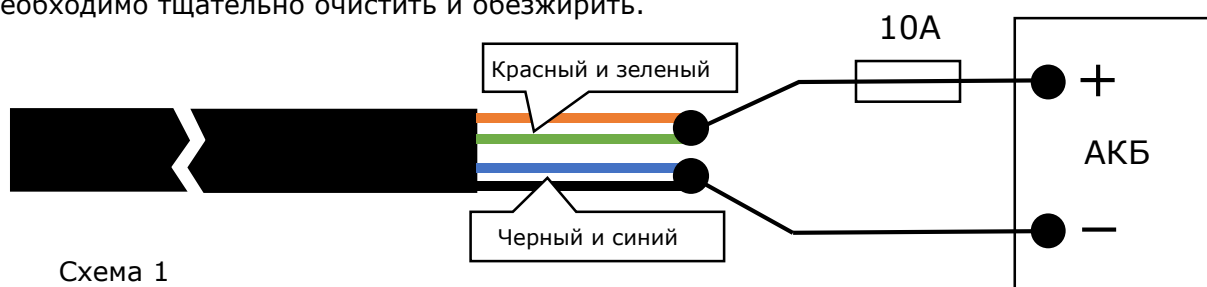 еобходимо тщательно очистить и обезжирить.
10А
Красный и зеленый
+
АКБ
Черный и синий
−
Схема 1